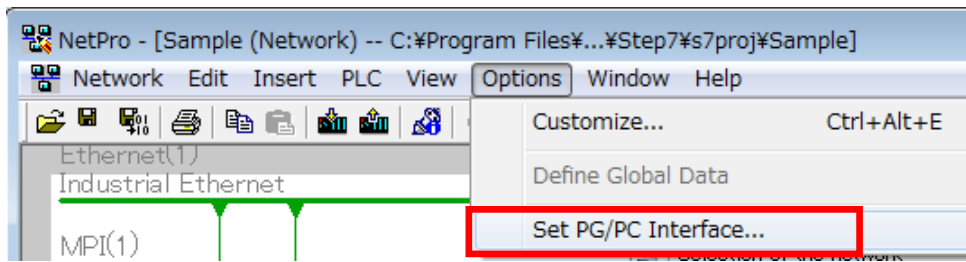 NetPro - [Sample (Network) -- C:¥Program Files¥...¥Step7¥s7proj¥Sample]
Network Edit Insert PLC View Options Window Help
Customize... Ctrl+Alt+E
Ethernet(1)
Industrial Ethernet
Define Global Data
Set PG/PC Interface...
MPI(1)